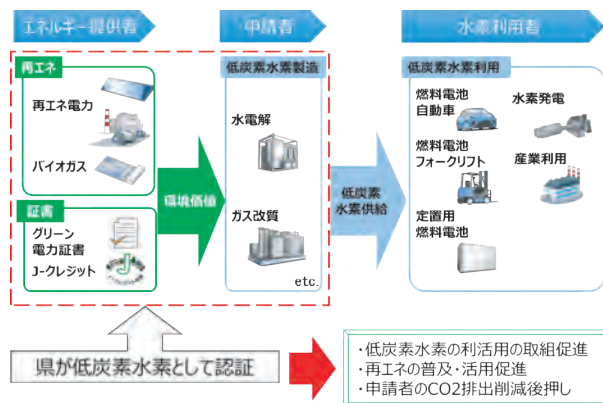 エネルギー提供者
申請者
水素利用者
再エネ
再エネ電力
バイオガス
証書
グリーン
電力証書
J-クレジット
環境価値
低炭素水素製造
水電解
ガス改質
etc.
低炭素
水素供給
低炭素水素利用
燃料電池
自動車
燃料電池
フォークリフト
定置用
燃料電池
水素発電
産業利用
県が低炭素水素として認証
・低炭素水素の利活用の取組促進
・再エネの普及・活用促進
・申請者のCO2排出削減後押し